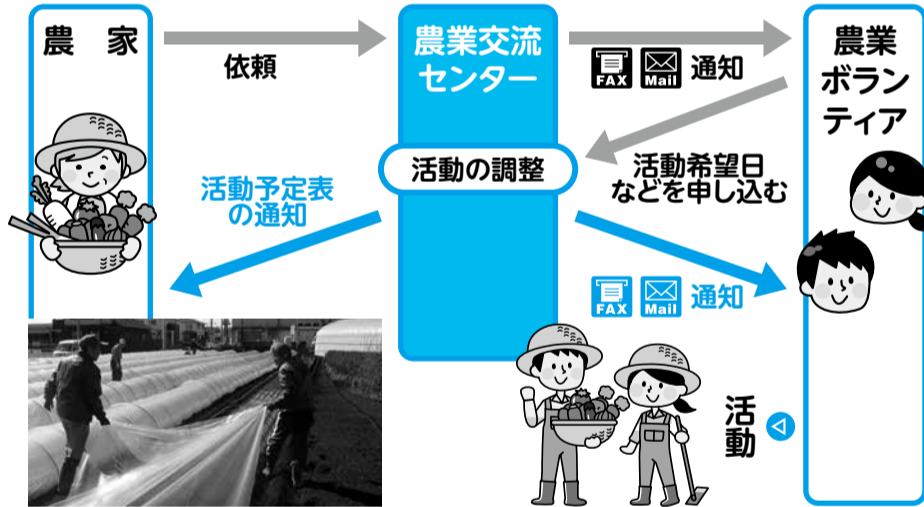 農 家
依頼
農業交流
センター
FAX Mail 通知
農業
ボラン
ティア
活動の調整
活動希望日
などを申し込む
活動予定表
の通知
FAX Mail 通知
活動